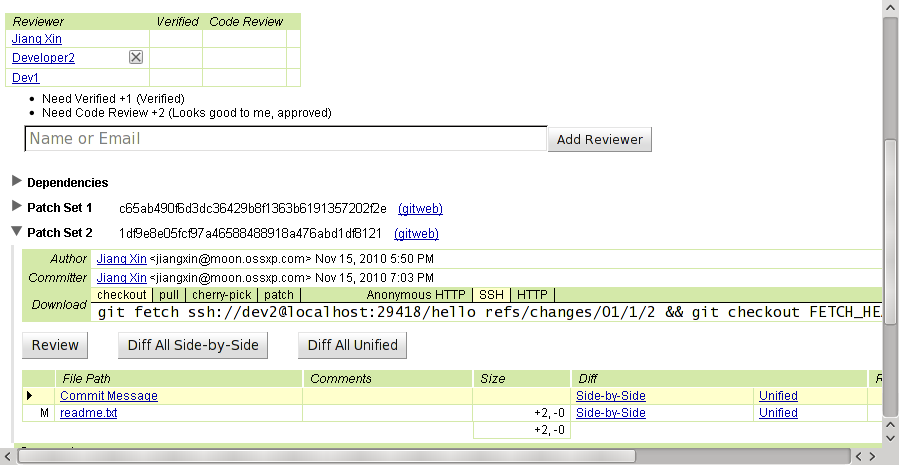 Reviewer Verified Code Review
Jiang Xin
Developer2
Dev1
Need Verified +1 (Verified)
Need Code Review +2 (Looks good to me, approved)
Name or Email Add Reviewer
Dependencies
Patch Set 1 c65ab490f6d3dc36429b8f1363b6191357202f2e (gitweb)
Patch Set 2 1df9e8e05fcf97a46588488918a476abd1df8121 (gitweb)
Author Jiang Xin <jiangxin@moon.ossxp.com> Nov 15, 2010 5:50 PM
Committer Jiang Xin <jiangxin@moon.ossxp.com> Nov 15, 2010 7:03 PM
Download checkout pull cherry-pick patch Anonymous HTTP SSH HTTP
git fetch ssh://dev2@localhost:29418/hello refs/changes/01/1/2 && git checkout FETCH_HEA
Review Diff All Side-by-Side Diff All Unified
File Path Comments Size Diff R
Commit Message Side-by-Side Unified
M readme.txt +2, -0 Side-by-Side Unified
+2, -0